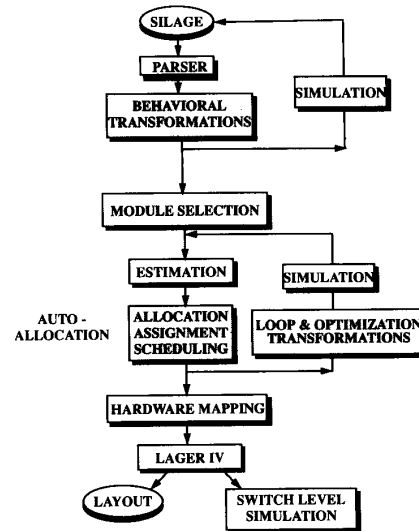 SILAGE
PARSER
BEHAVIORAL
TRANSFORMATIONS
SIMULATION
MODULE SELECTION
ESTIMATION
SIMULATION
AUTO -
ALLOCATION
ALLOCATION
ASSIGNMENT
SCHEDULING
LOOP & OPTIMIZATION
TRANSFORMATIONS
HARDWARE MAPPING
LAGER IV
LAYOUT
SWITCH LEVEL
SIMULATION